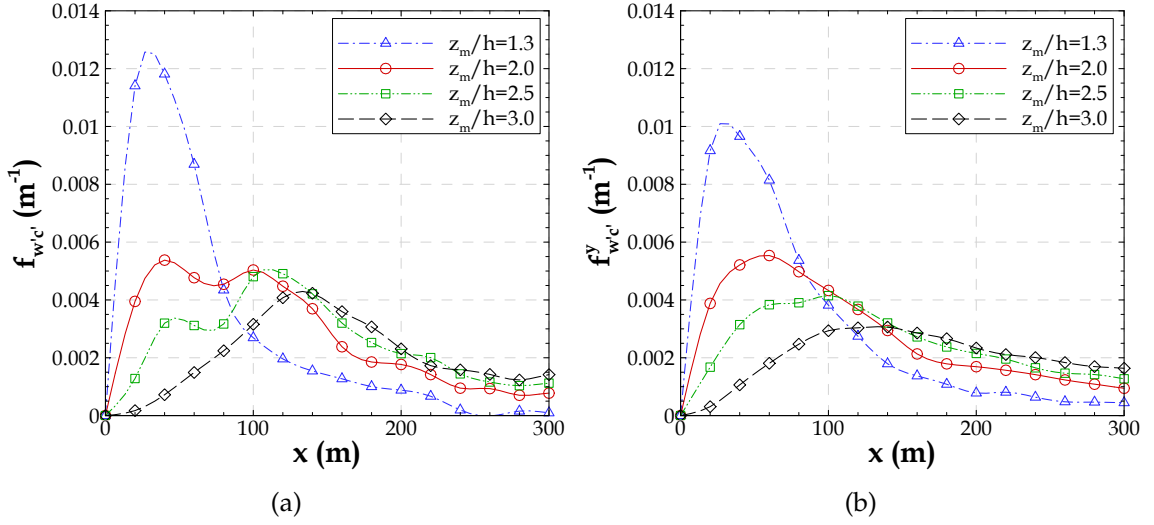 0.014
0.012
0.01
0.008
0.006
0.004
0.002
0
0 100 200 300
f_{w'c'} (m^{-1})
x (m)
z_m/h=1.3
z_m/h=2.0
z_m/h=2.5
z_m/h=3.0
(a)
0.014
0.012
0.01
0.008
0.006
0.004
0.002
0
0 100 200 300
f^y_{w'c'} (m^{-1})
x (m)
z_m/h=1.3
z_m/h=2.0
z_m/h=2.5
z_m/h=3.0
(b)